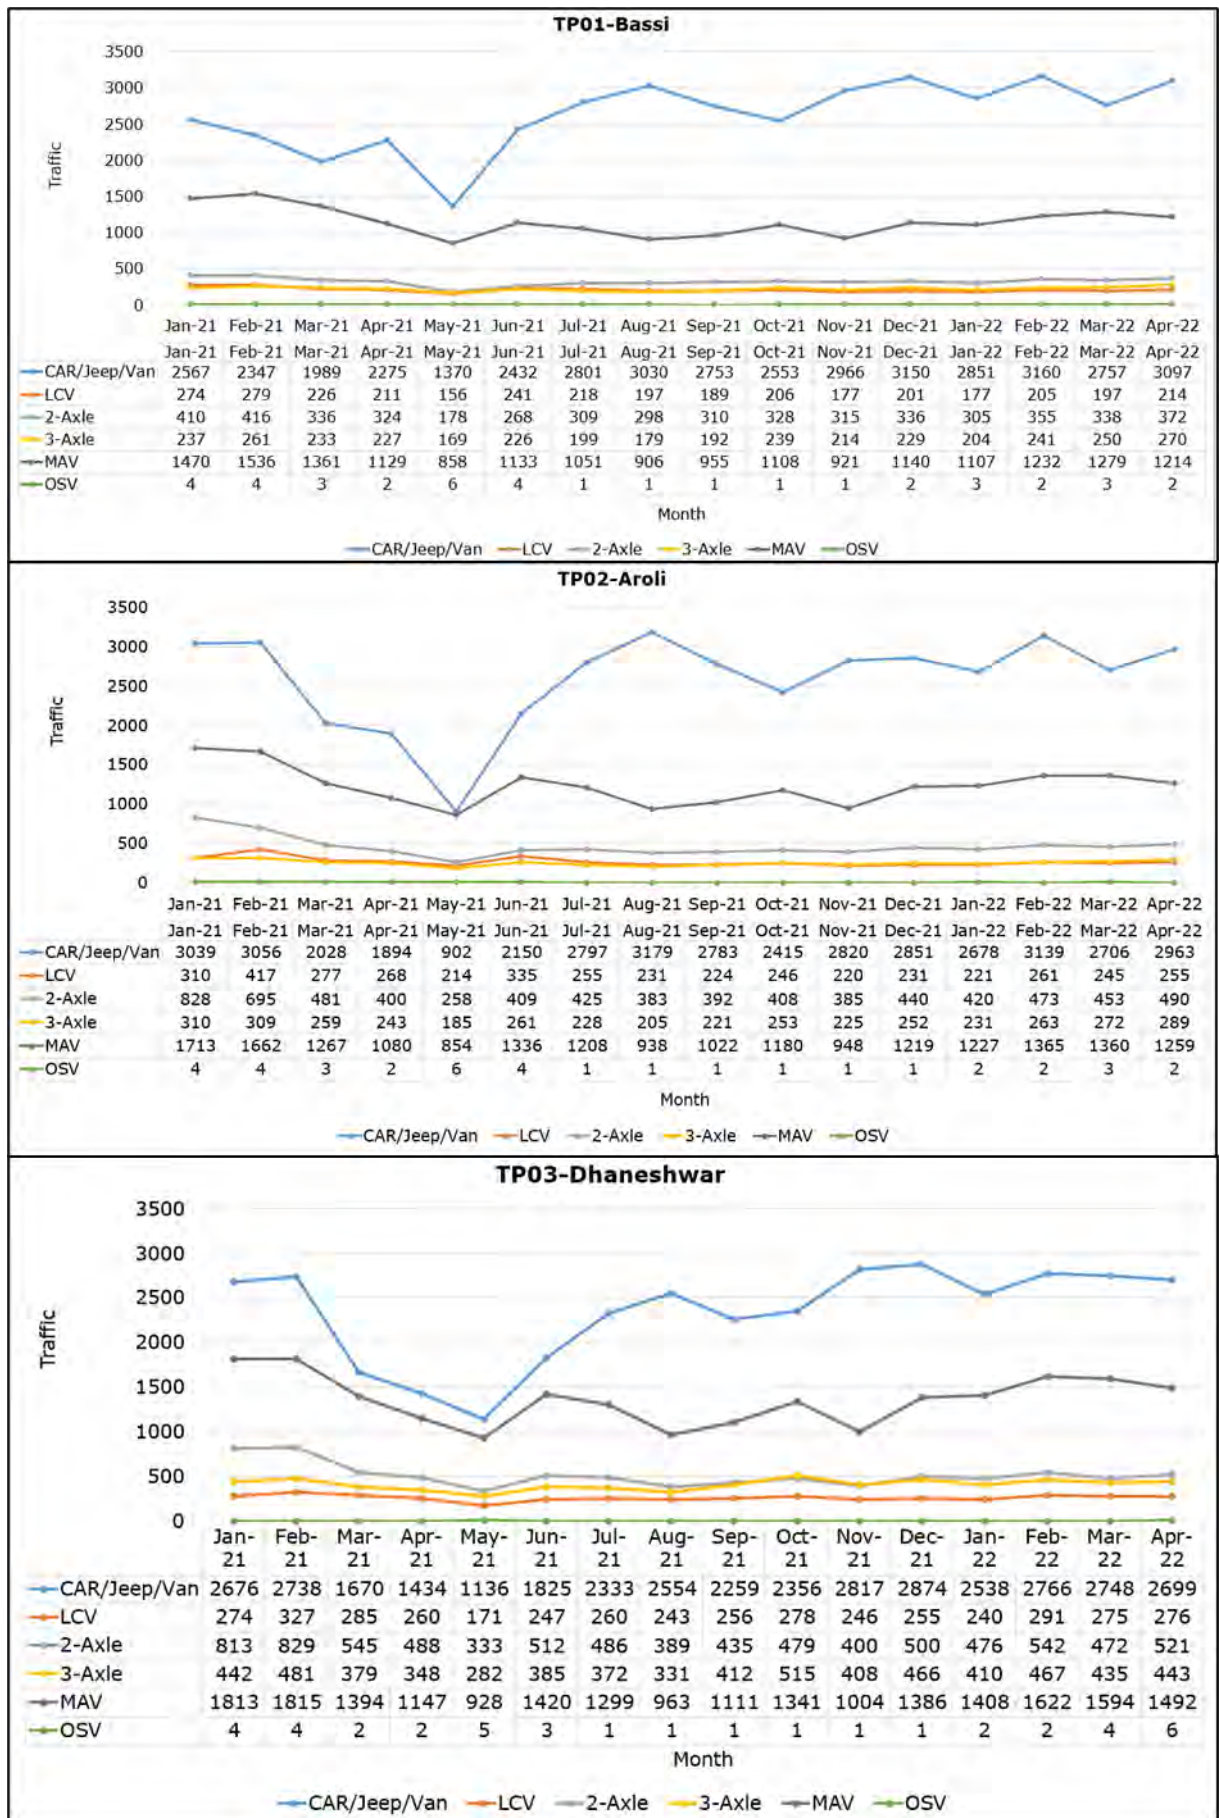 TP01-Bassi
3500
3000
2500
2000
1500
1000
500
0
Traffic
Jan-21 Feb-21 Mar-21 Apr-21 May-21 Jun-21 Jul-21 Aug-21 Sep-21 Oct-21 Nov-21 Dec-21 Jan-22 Feb-22 Mar-22 Apr-22
Jan-21 Feb-21 Mar-21 Apr-21 May-21 Jun-21 Jul-21 Aug-21 Sep-21 Oct-21 Nov-21 Dec-21 Jan-22 Feb-22 Mar-22 Apr-22
CAR/Jeep/Van 2567 2347 1989 2275 1370 2432 2801 3030 2753 2553 2966 3150 2851 3160 2757 3097
LCV 274 279 226 211 156 241 218 197 189 206 177 201 177 205 197 214
2-Axle 410 416 336 324 178 268 309 298 310 328 315 336 305 355 338 372
3-Axle 237 261 233 227 169 226 199 179 192 239 214 229 204 241 250 270
MAV 1470 1536 1361 1129 858 1133 1051 906 955 1108 921 1140 1107 1232 1279 1214
OSV 4 4 3 2 6 4 1 1 1 1 1 2 3 2 3 2
Month
CAR/Jeep/Van LCV 2-Axle 3-Axle MAV OSV
TP02-Aroli
3500
3000
2500
2000
1500
1000
500
0
Traffic
Jan-21 Feb-21 Mar-21 Apr-21 May-21 Jun-21 Jul-21 Aug-21 Sep-21 Oct-21 Nov-21 Dec-21 Jan-22 Feb-22 Mar-22 Apr-22
Jan-21 Feb-21 Mar-21 Apr-21 May-21 Jun-21 Jul-21 Aug-21 Sep-21 Oct-21 Nov-21 Dec-21 Jan-22 Feb-22 Mar-22 Apr-22
CAR/Jeep/Van 3039 3056 2028 1894 902 2150 2797 3179 2783 2415 2820 2851 2678 3139 2706 2963
LCV 310 417 277 268 214 335 255 231 224 246 220 231 221 261 245 255
2-Axle 828 695 481 400 258 409 425 383 392 408 385 440 420 473 453 490
3-Axle 310 309 259 243 185 261 228 205 221 253 225 252 231 263 272 289
MAV 1713 1662 1267 1080 854 1336 1208 938 1022 1180 948 1219 1227 1365 1360 1259
OSV 4 4 3 2 6 4 1 1 1 1 1 1 2 2 3 2
Month
CAR/Jeep/Van LCV 2-Axle 3-Axle MAV OSV
TP03-Dhaneshwar
3500
3000
2500
2000
1500
1000
500
0
Traffic
Jan- Feb- Mar- Apr- May- Jun- Jul- Aug- Sep- Oct- Nov- Dec- Jan- Feb- Mar- Apr-
21 21 21 21 21 21 21 21 21 21 21 21 22 22 22 22
CAR/Jeep/Van 2676 2738 1670 1434 1136 1825 2333 2554 2259 2356 2817 2874 2538 2766 2748 2699
LCV 274 327 285 260 171 247 260 243 256 278 246 255 240 291 275 276
2-Axle 813 829 545 488 333 512 486 389 435 479 400 500 476 542 472 521
3-Axle 442 481 379 348 282 385 372 331 412 515 408 466 410 467 435 443
MAV 1813 1815 1394 1147 928 1420 1299 963 1111 1341 1004 1386 1408 1622 1594 1492
OSV 4 4 2 2 5 3 1 1 1 1 1 1 2 2 4 6
Month
CAR/Jeep/Van LCV 2-Axle 3-Axle MAV OSV